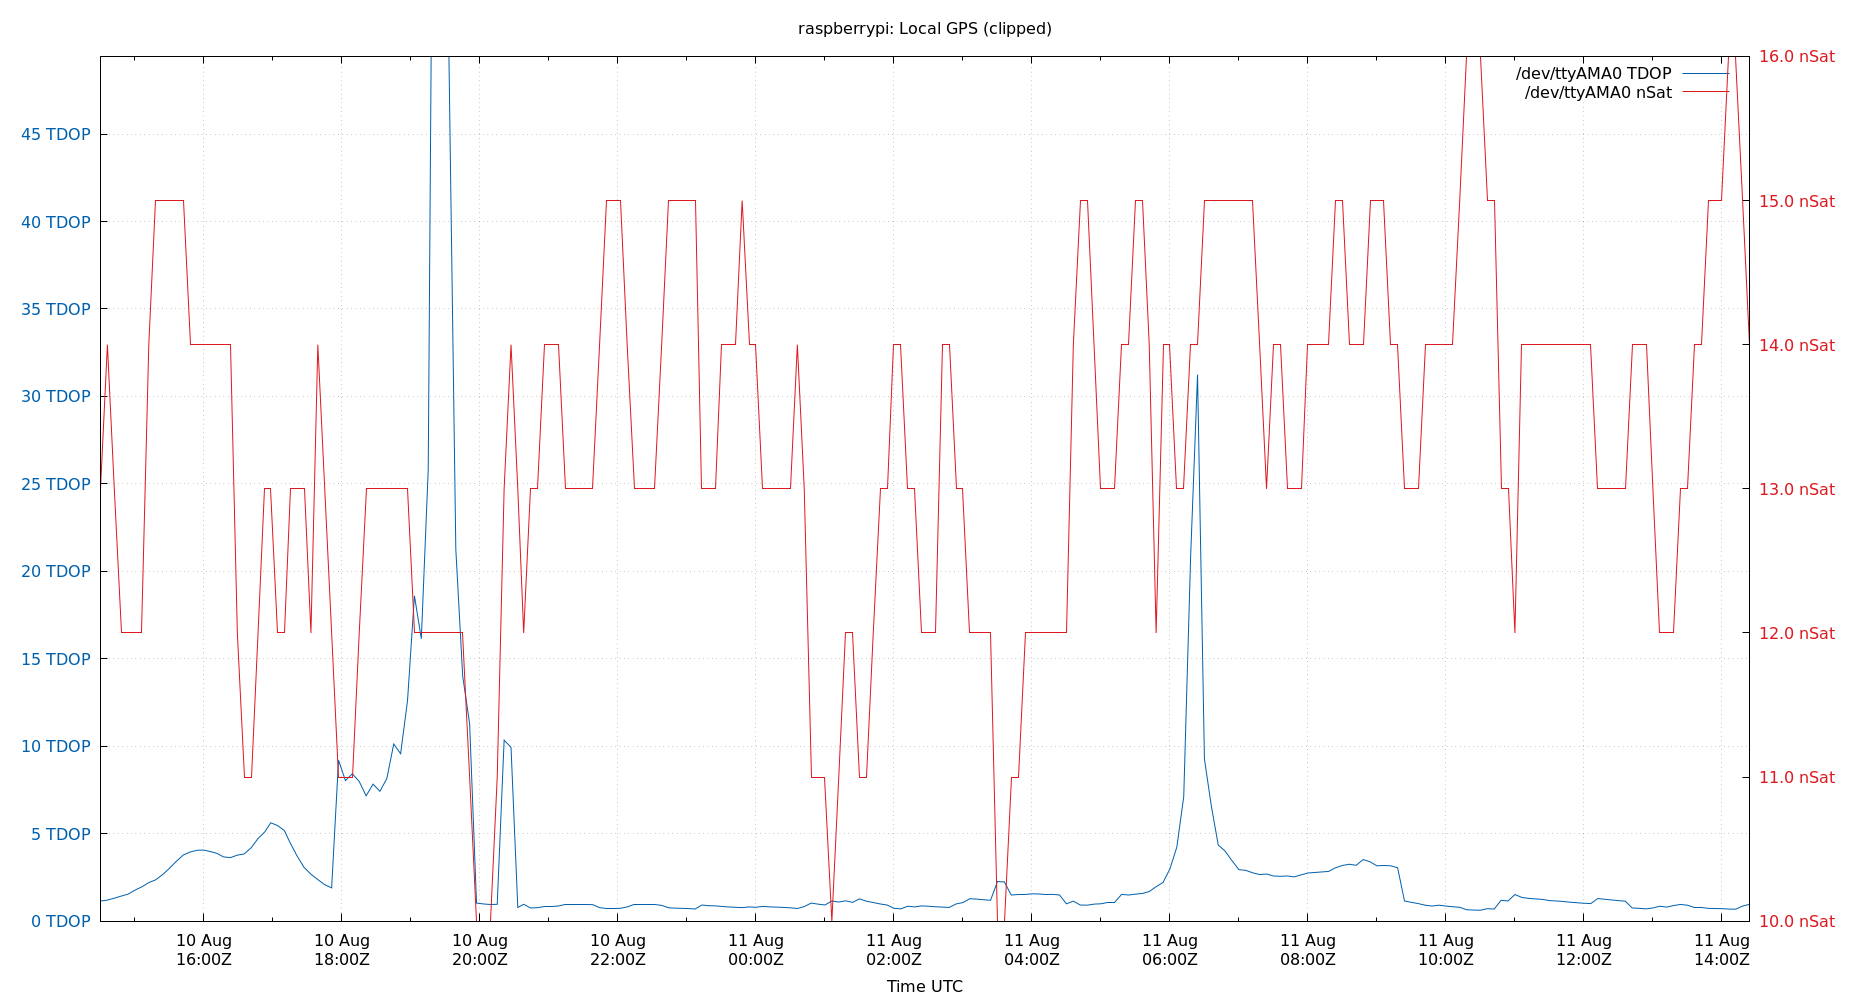 raspberrypi: Local GPS (clipped)
/dev/ttyAMA0 TDOP
/dev/ttyAMA0 nSat
45 TDOP
40 TDOP
35 TDOP
30 TDOP
25 TDOP
20 TDOP
15 TDOP
10 TDOP
5 TDOP
0 TDOP
16.0 nSat
15.0 nSat
14.0 nSat
13.0 nSat
12.0 nSat
11.0 nSat
10.0 nSat
10 Aug
16:00Z
10 Aug
18:00Z
10 Aug
20:00Z
10 Aug
22:00Z
11 Aug
00:00Z
11 Aug
02:00Z
11 Aug
04:00Z
11 Aug
06:00Z
11 Aug
08:00Z
11 Aug
10:00Z
11 Aug
12:00Z
11 Aug
14:00Z
Time UTC